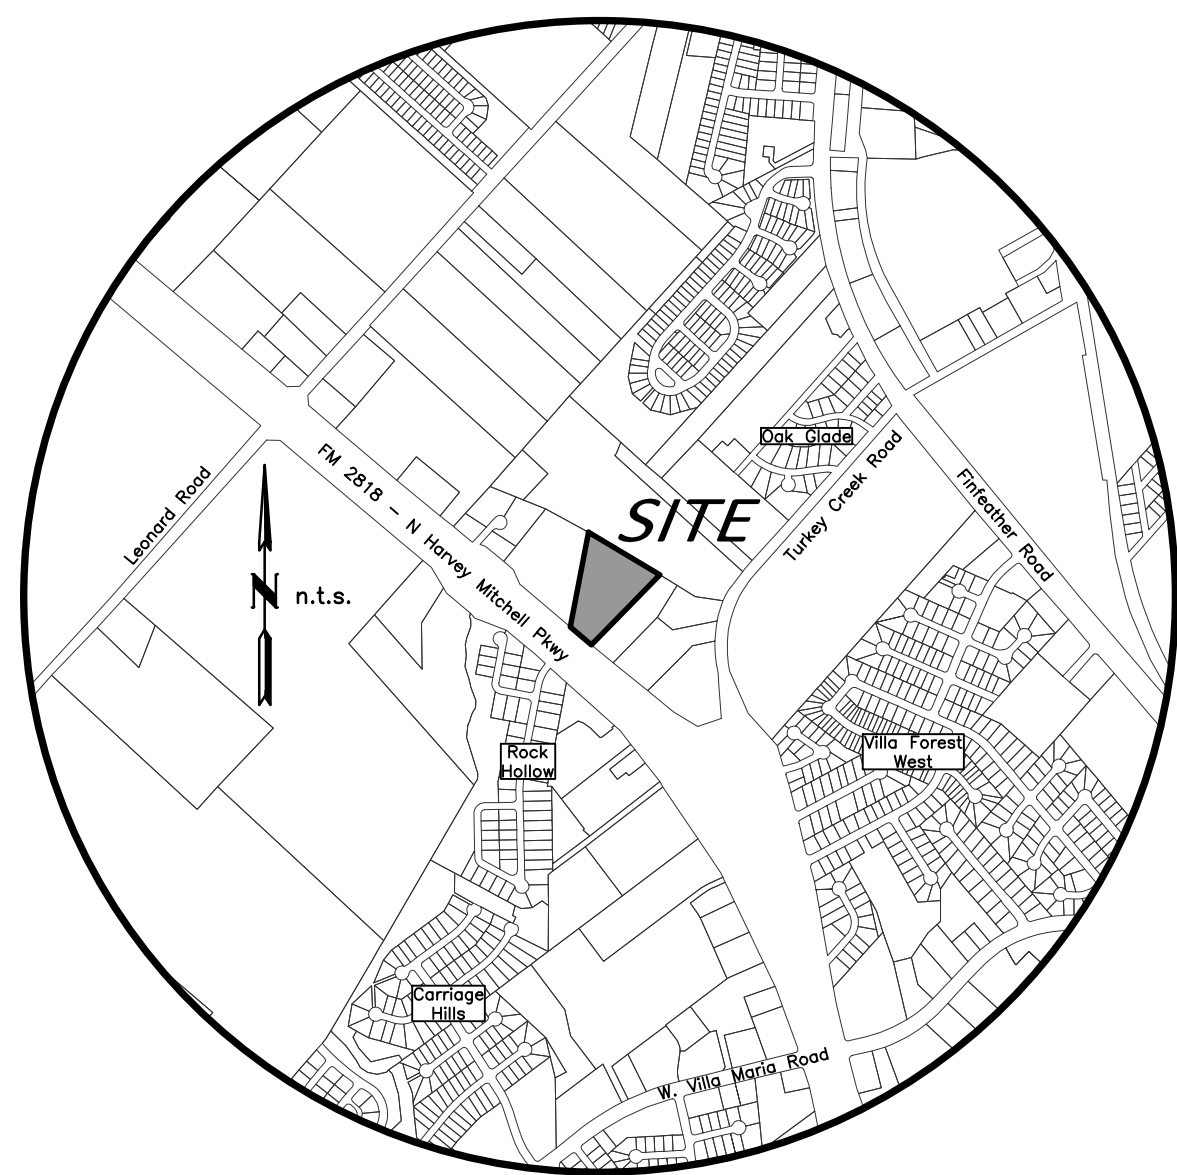 Oak Glade
Turkey Creek Road
Finfeather Road
FM 2818 - N Harvey Mitchell Pkwy
Leonard Road
SITE
N
n.t.s.
Rock
Hollow
Villa Forest
West
Carriage
Hills
W. Villa Maria Road